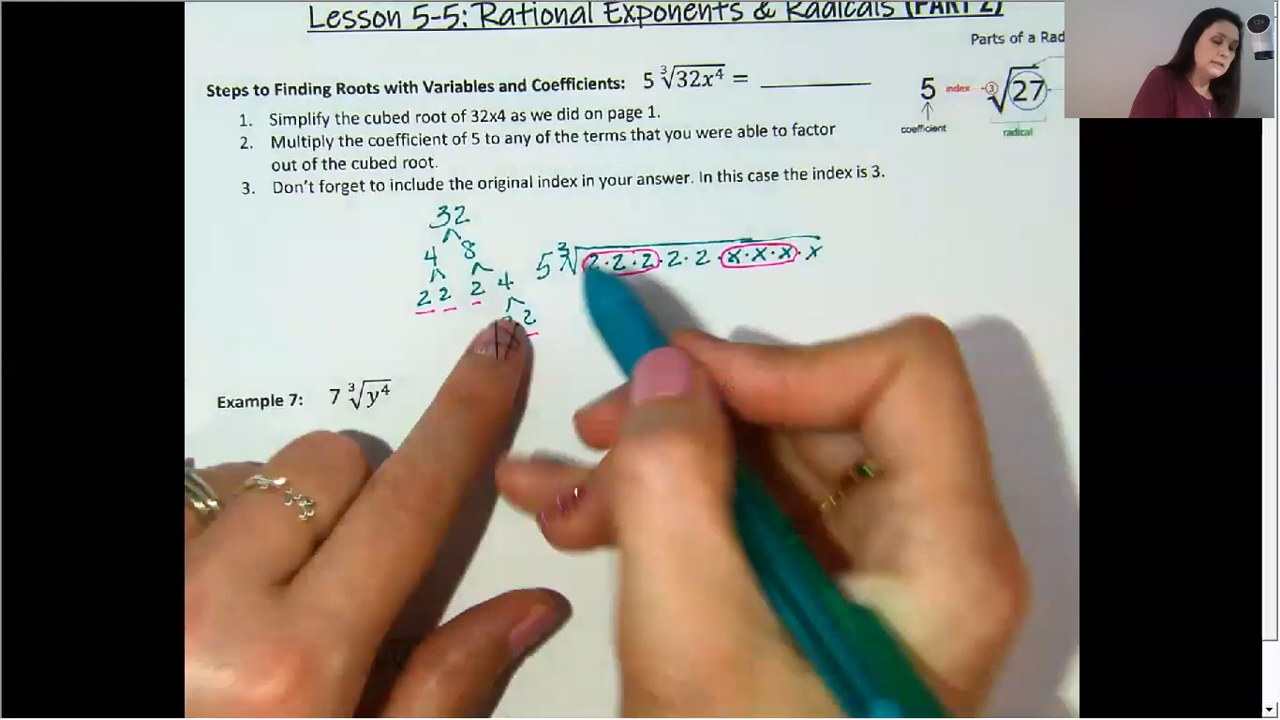 Lesson 5-5: Rational Exponents & Radicals (PART 2)
Parts of a Rad
Steps to Finding Roots with Variables and Coefficients: 5 ∛32x⁴ = ________
5 index →③√27
coefficient
radical
1. Simplify the cubed root of 32x4 as we did on page 1.
2. Multiply the coefficient of 5 to any of the terms that you were able to factor
out of the cubed root.
3. Don't forget to include the original index in your answer. In this case the index is 3.
32
4 8
2 2 2 4
2
5 ∛2·2·2·2·2·x·x·x·x
Example 7: 7 ∛y⁴